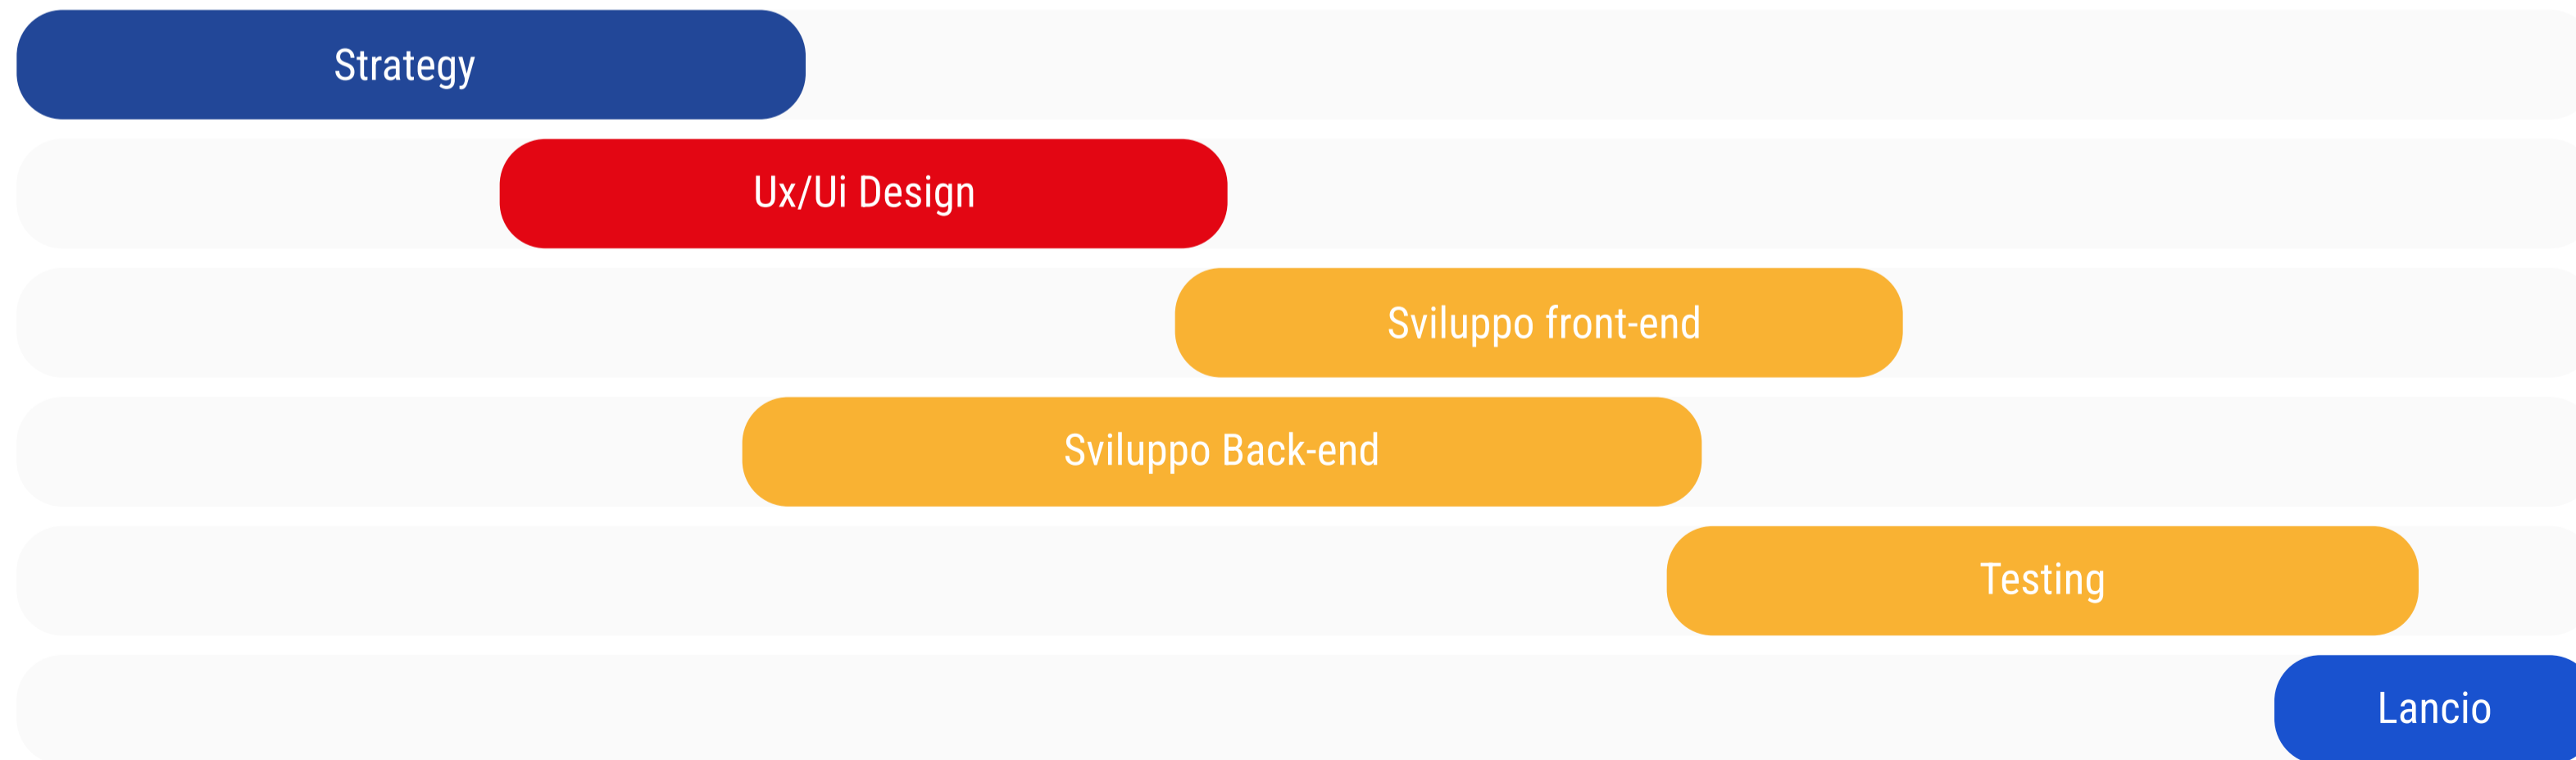 Strategy
Ux/Ui Design
Sviluppo front-end
Sviluppo Back-end
Testing
Lancio